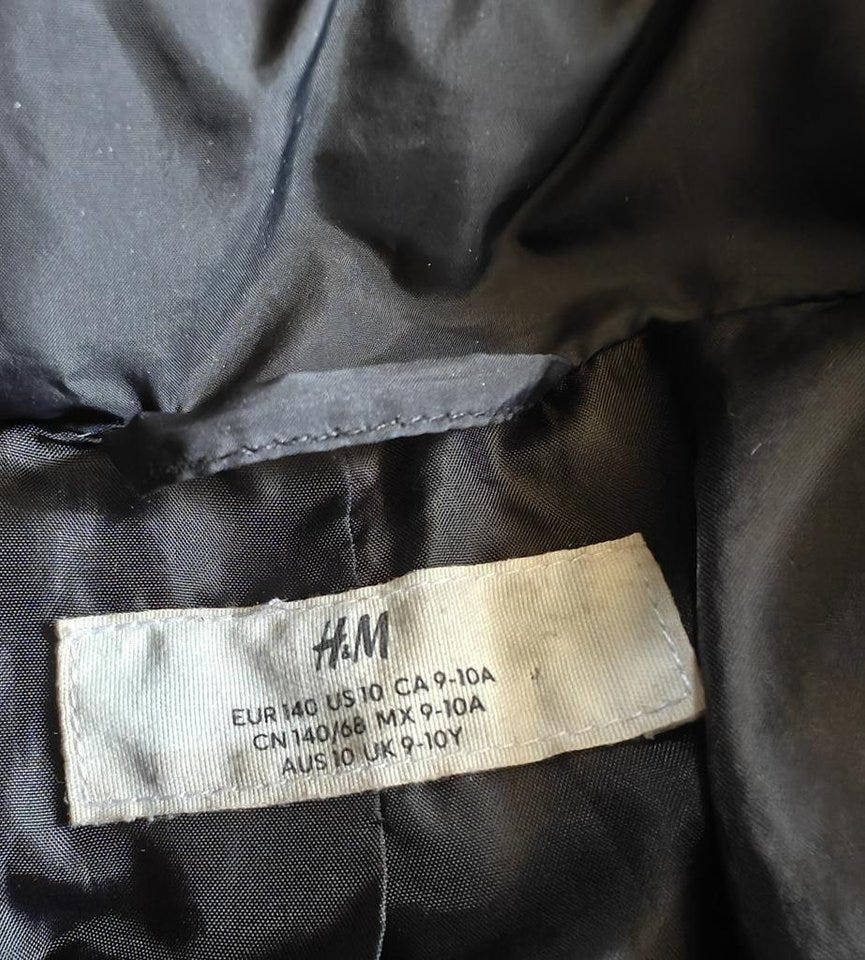 H&M
EUR 140 US 10 CA 9-10A
CN 140/68 MX 9-10A
AUS 10 UK 9-10Y